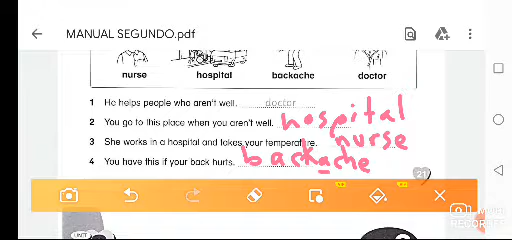 MANUAL SEGUNDO.pdf
nurse hospital backache doctor
1 He helps people who aren't well. doctor
2 You go to this place when you aren't well. hospital
3 She works in a hospital and takes your temperature. nurse
4 You have this if your back hurts. backache
21
UNIT
RECORDER